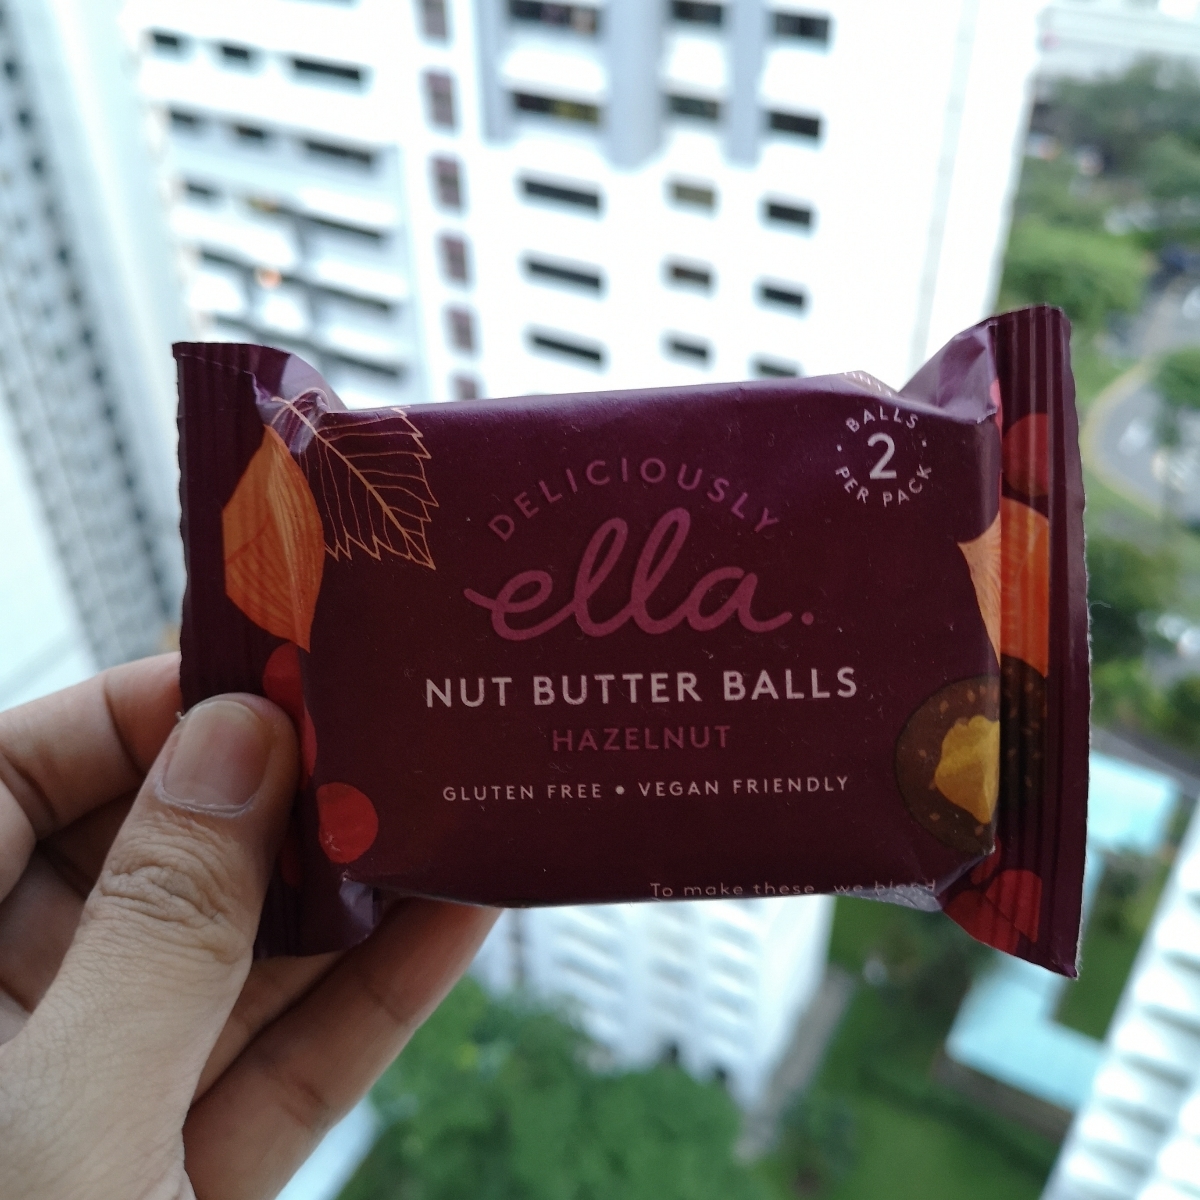 BALLS
2
PER PACK
DELICIOUSLY
ella.
NUT BUTTER BALLS
HAZELNUT
GLUTEN FREE • VEGAN FRIENDLY
To make these, we blend